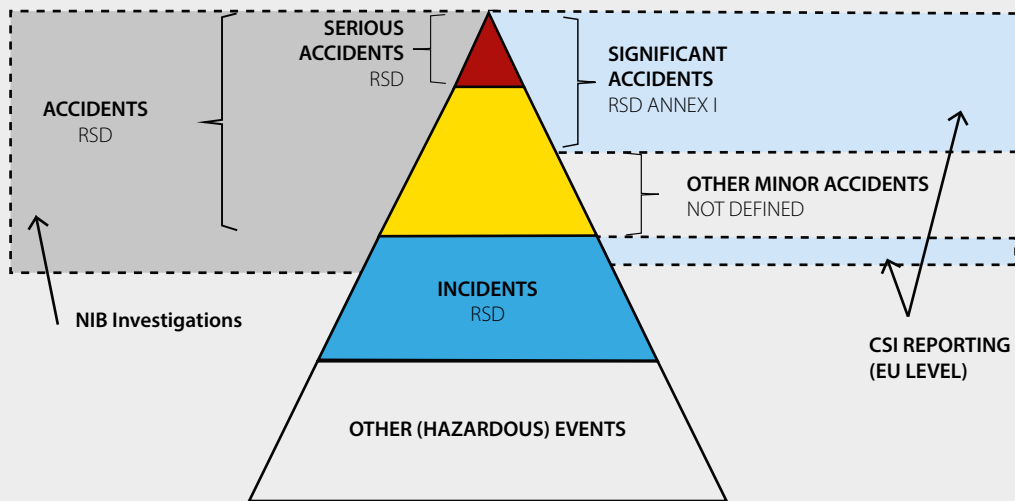 SERIOUS
ACCIDENTS
RSD
SIGNIFICANT
ACCIDENTS
RSD ANNEX I
ACCIDENTS
RSD
OTHER MINOR ACCIDENTS
NOT DEFINED
INCIDENTS
RSD
NIB Investigations
CSI REPORTING
(EU LEVEL)
OTHER (HAZARDOUS) EVENTS